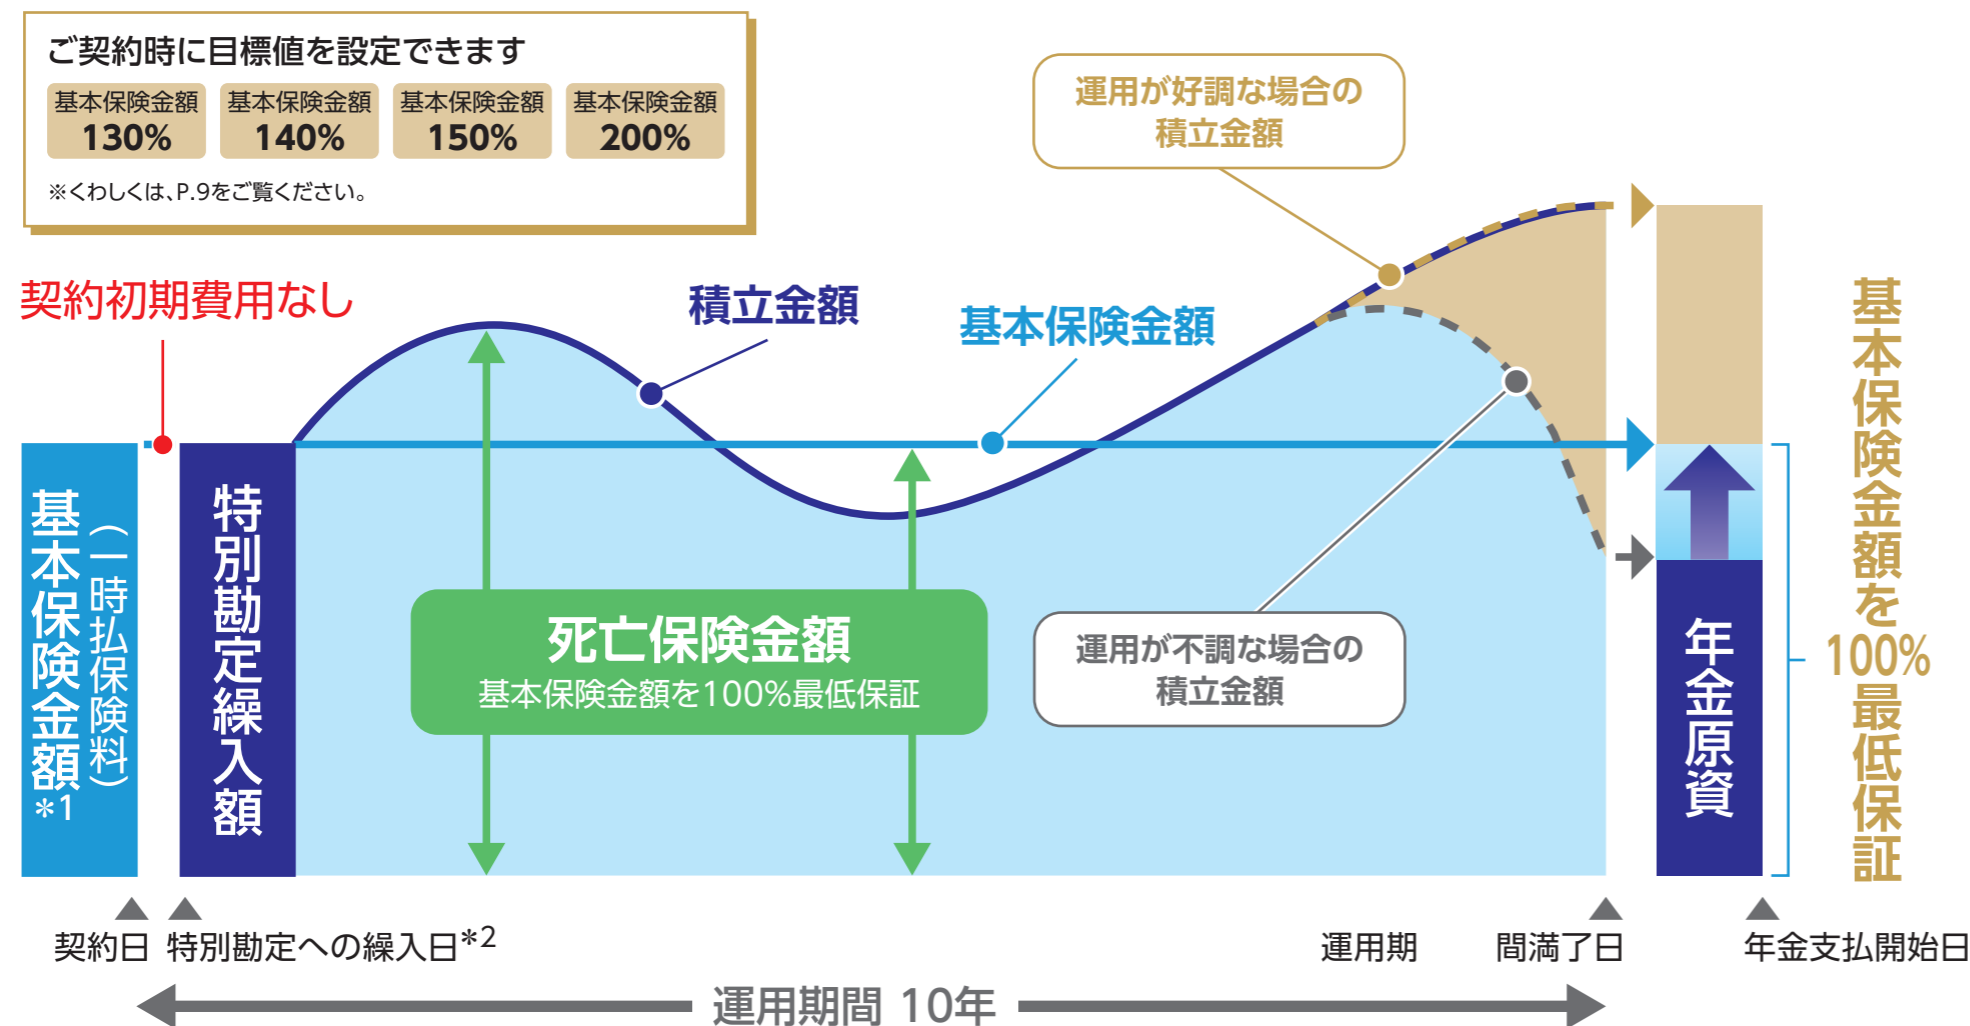 ご契約時に目標値を設定できます
基本保険金額
130%
基本保険金額
140%
基本保険金額
150%
基本保険金額
200%
※くわしくは、P.9をご覧ください。
運用が好調な場合の
積立金額
契約初期費用なし
積立金額
基本保険金額
基本保険金額*1
（一時払保険料）
特別勘定繰入額
死亡保険金額
基本保険金額を100%最低保証
運用が不調な場合の
積立金額
年金原資
基本保険金額を100%最低保証
契約日
特別勘定への繰入日*2
運用期 間満了日
年金支払開始日
運用期間 10年